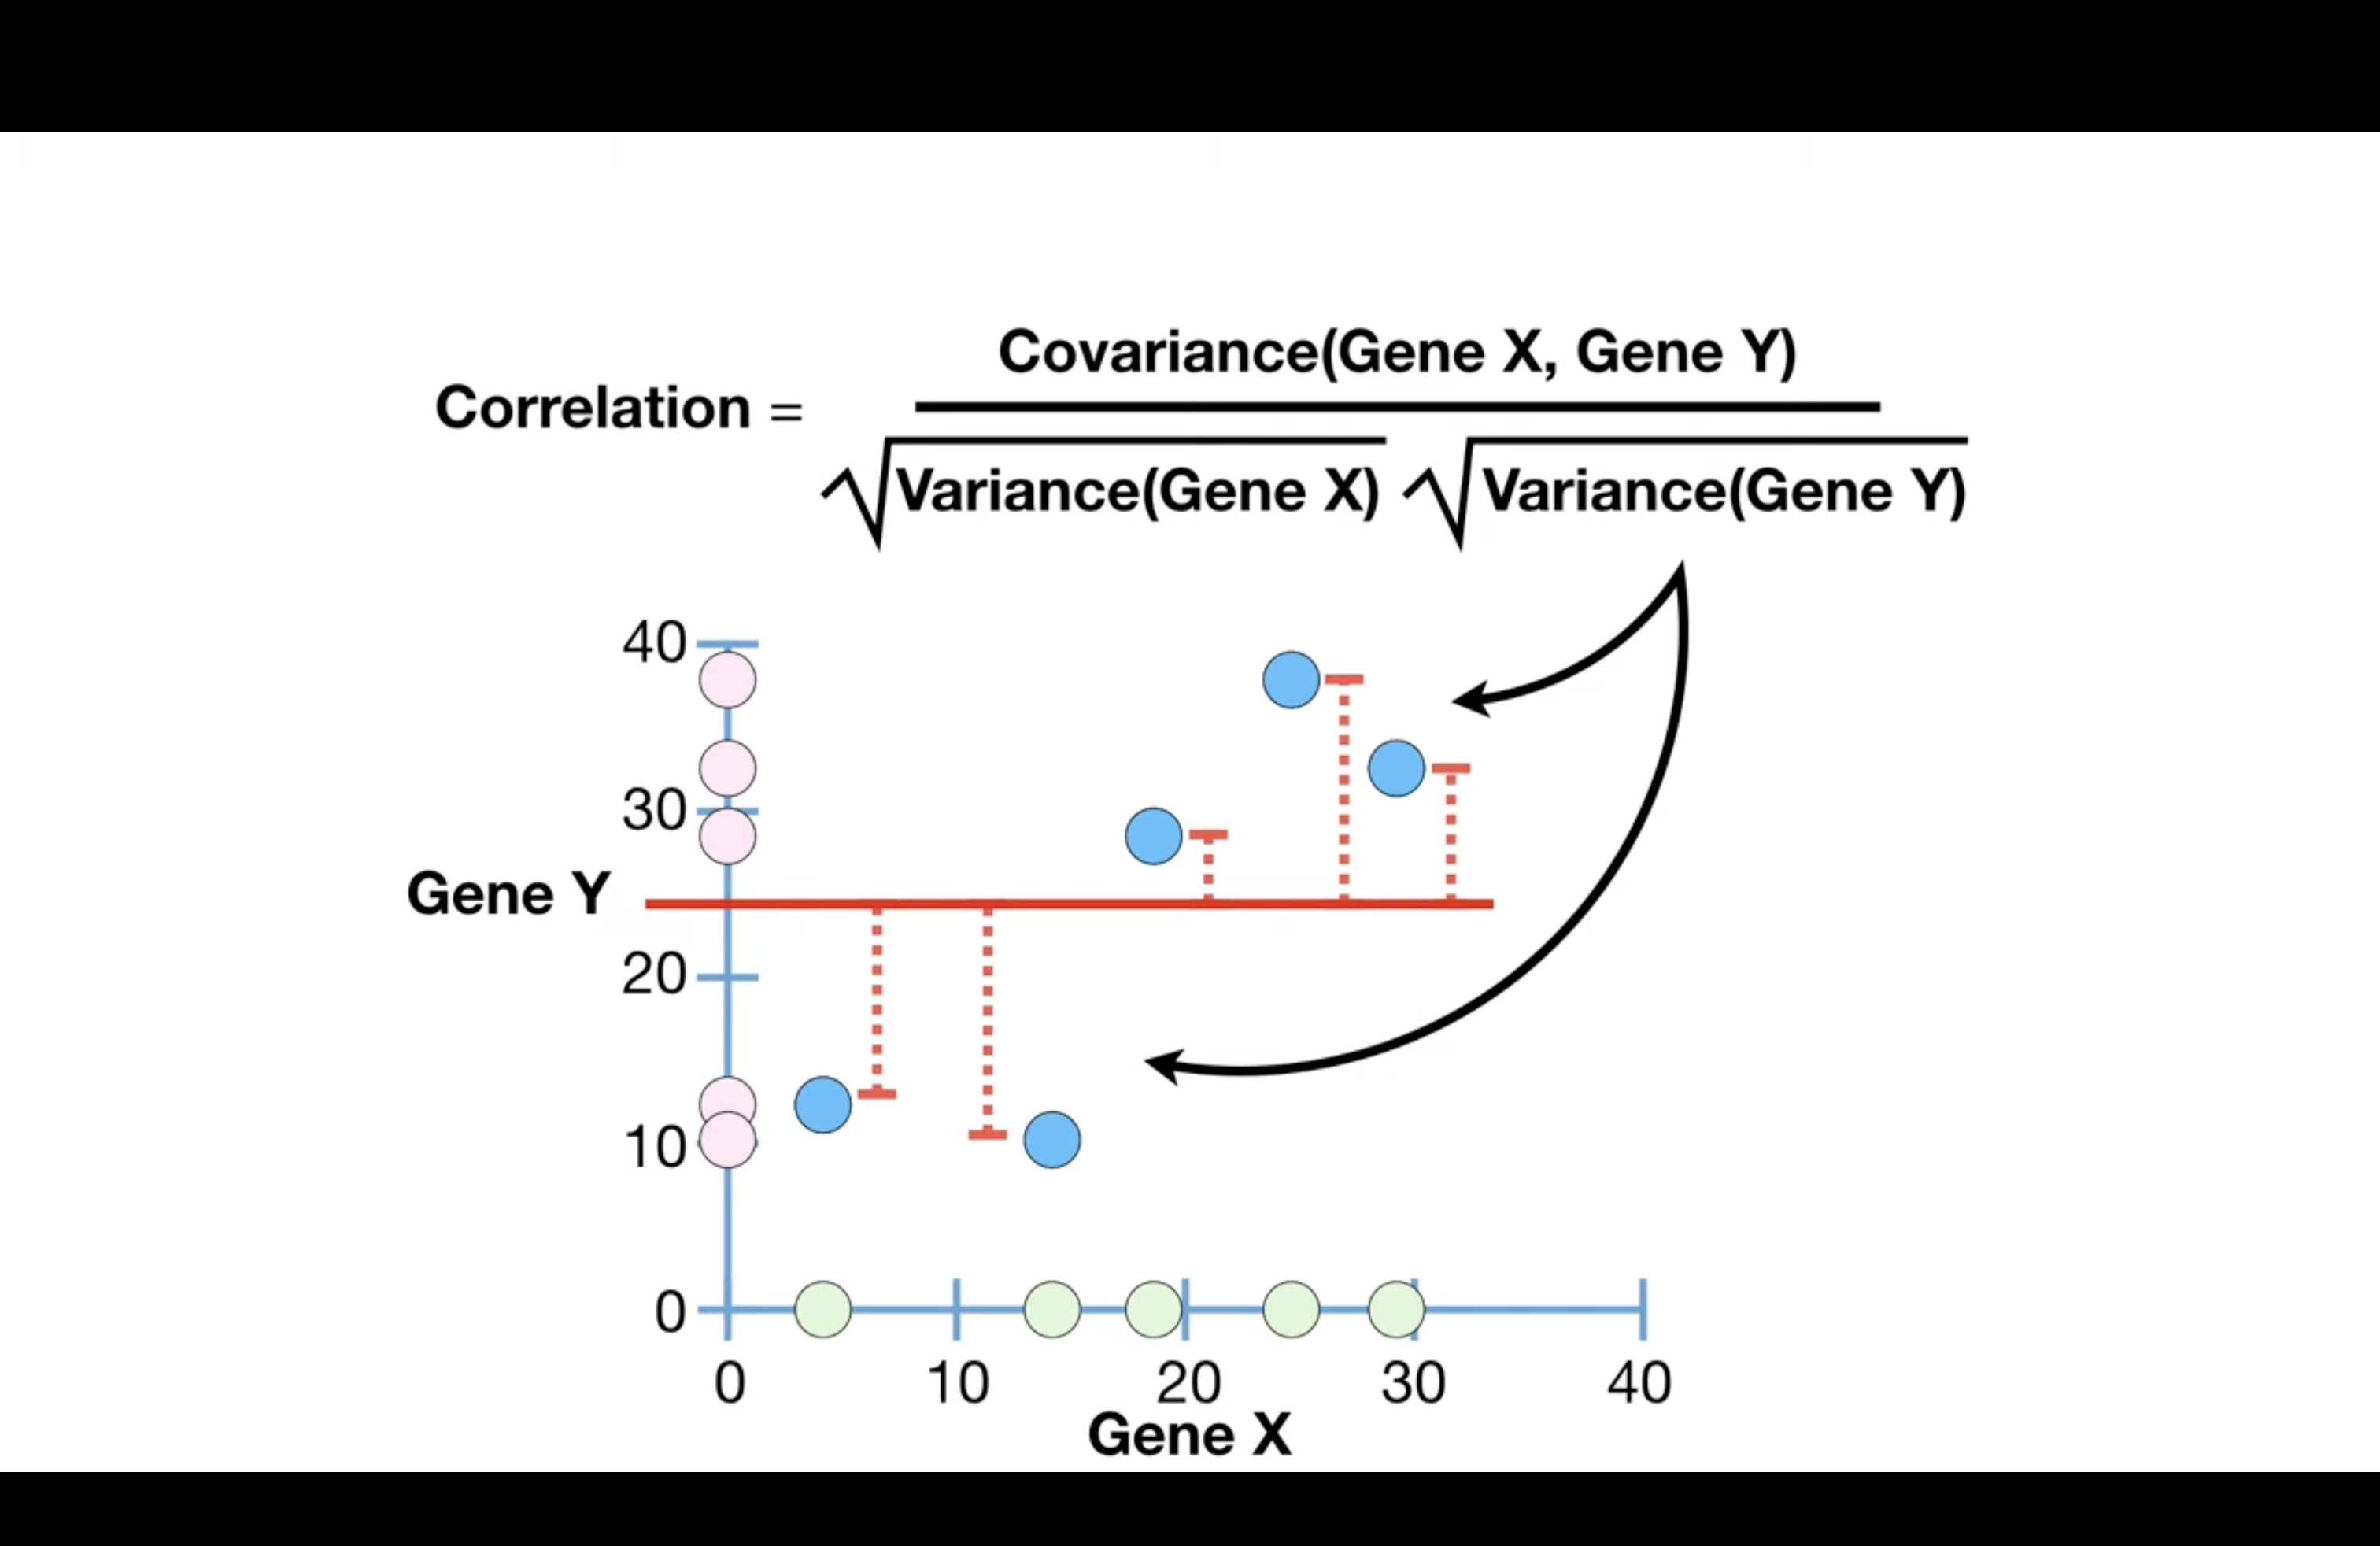 Covariance(Gene X, Gene Y)
Correlation =
√Variance(Gene X) √Variance(Gene Y)
40
30
Gene Y
20
10
0
0 10 20 30 40
Gene X